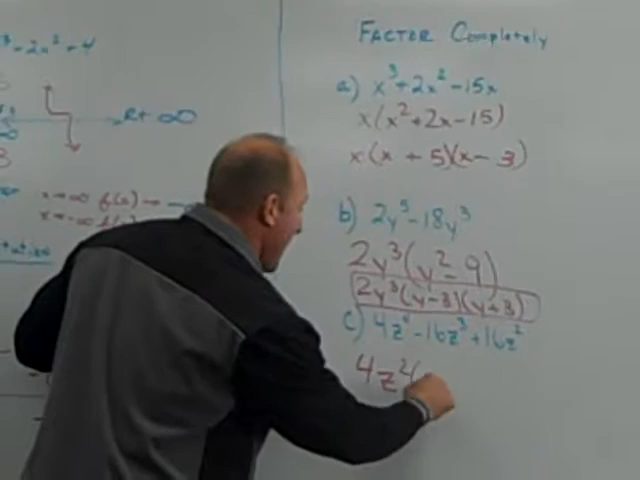 ³-2x²+4
R+ ∞
x→∞ f(x)→
x→-∞ f(
Factor Completely
a) x³+2x²-15x
x(x²+2x-15)
x(x+5)(x-3)
b) 2y⁵-18y³
2y³(y²-9)
2y³(y-3)(y+3)
c) 4z⁴-16z³+16z²
4z²(